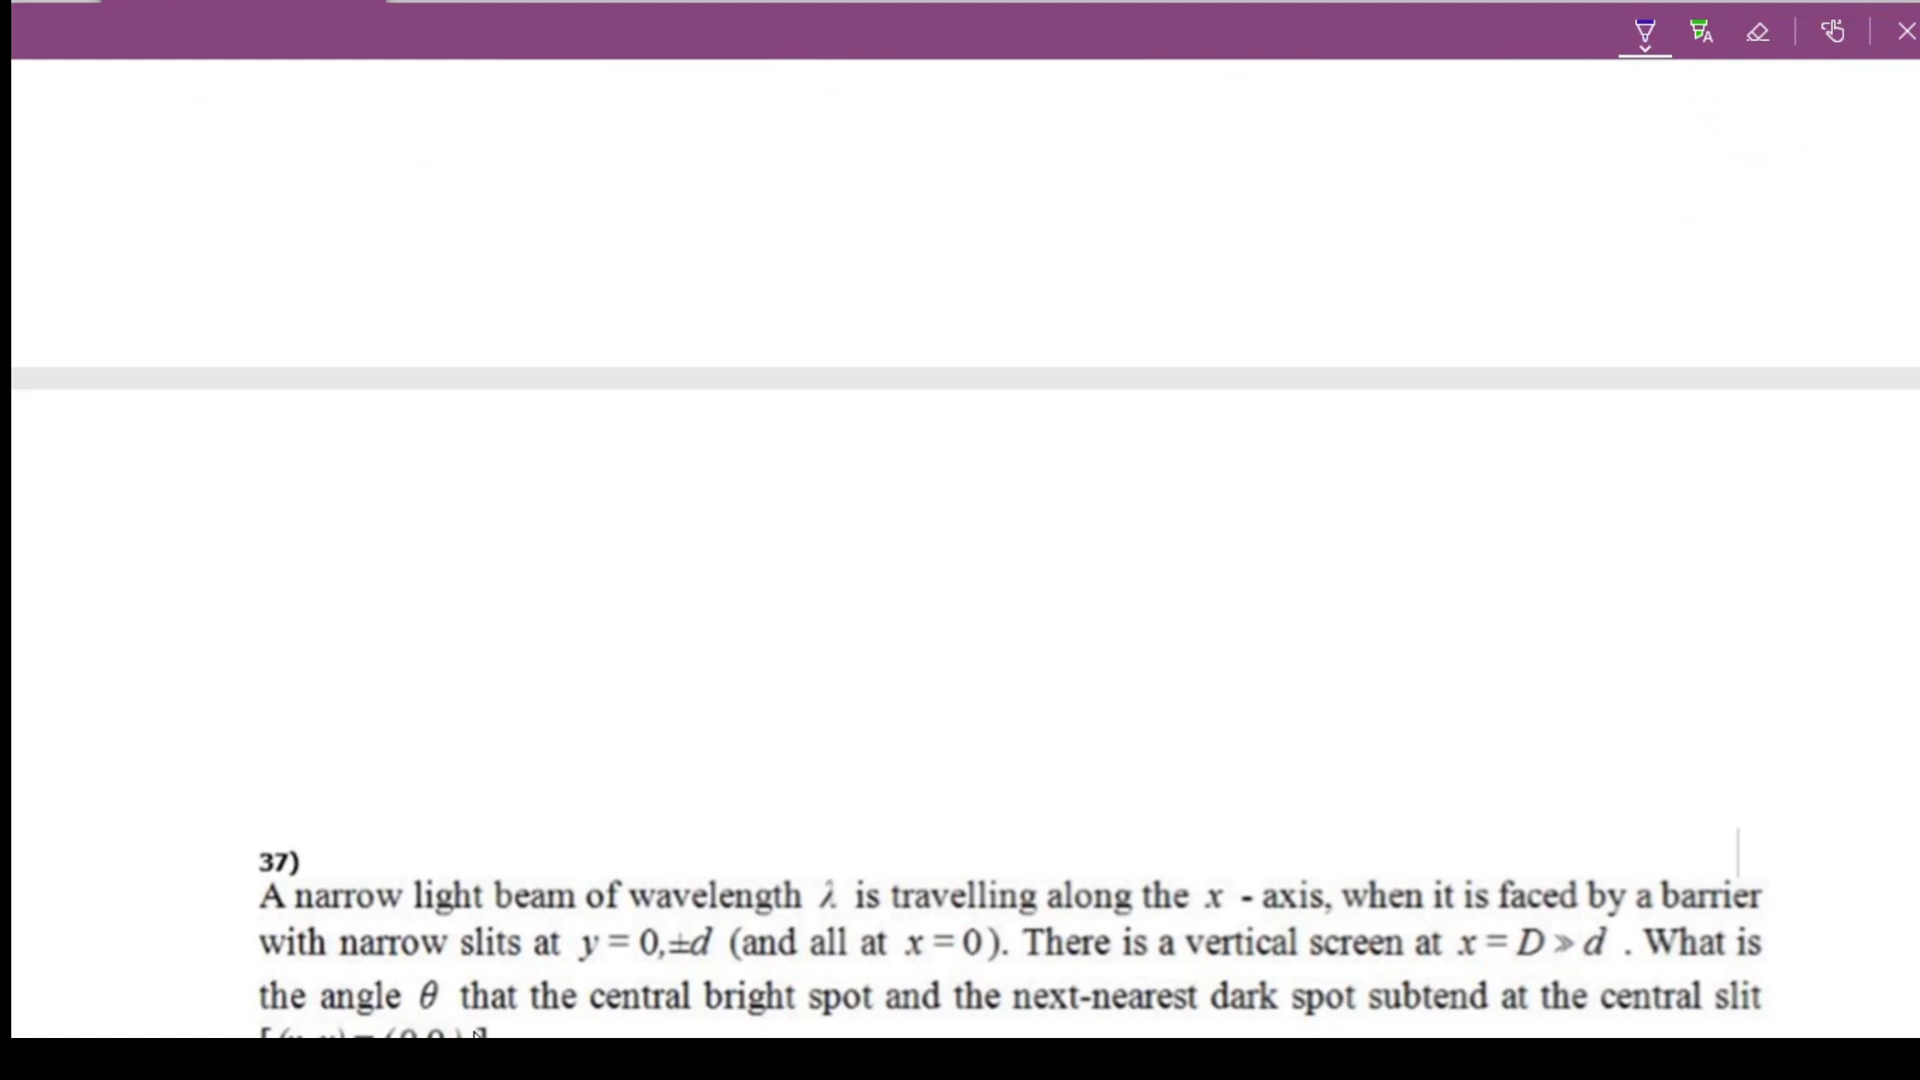 37)
A narrow light beam of wavelength λ is travelling along the x - axis, when it is faced by a barrier
with narrow slits at y = 0,±d (and all at x = 0). There is a vertical screen at x = D ≫ d . What is
the angle θ that the central bright spot and the next-nearest dark spot subtend at the central slit